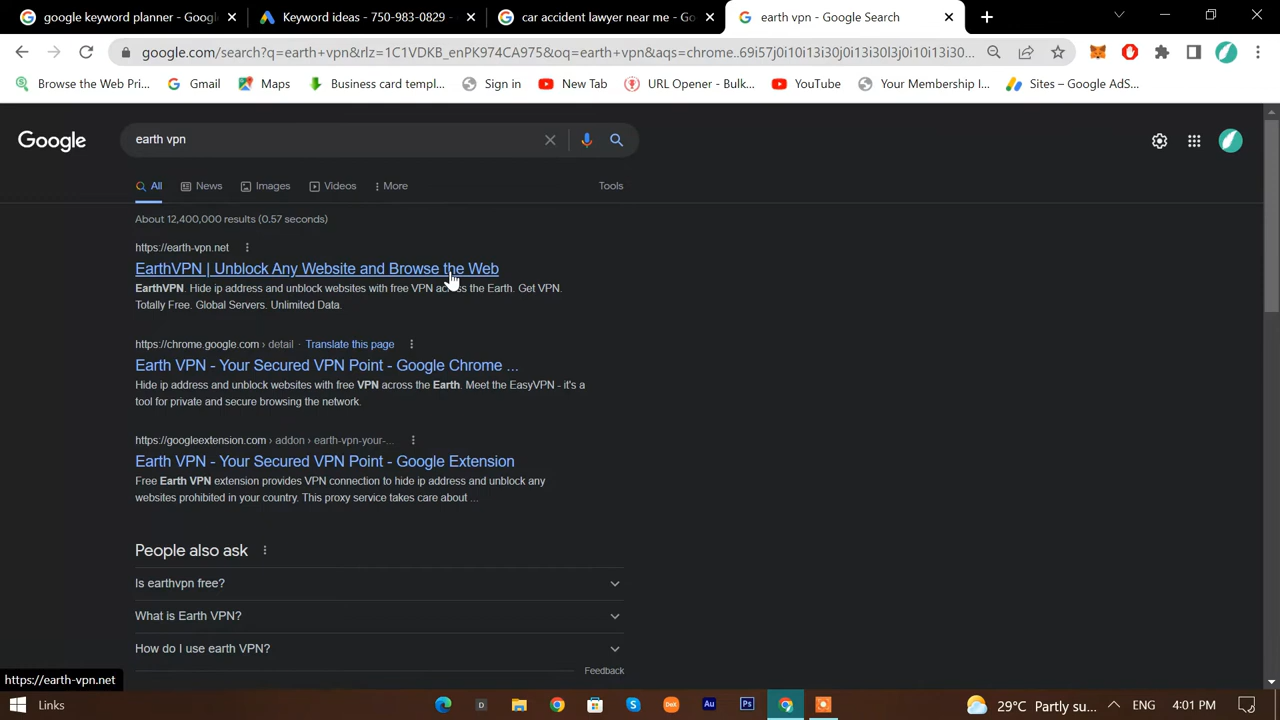 google keyword planner - Googl
Keyword ideas - 750-983-0829 -
car accident lawyer near me - Go
earth vpn - Google Search
google.com/search?q=earth+vpn&rlz=1C1VDKB_enPK974CA975&oq=earth+vpn&aqs=chrome..69i57j0i10i13i30j0i13i30l3j0i10i13i30...
Browse the Web Pri...
Gmail
Maps
Business card templ...
Sign in
New Tab
URL Opener - Bulk...
YouTube
Your Membership I...
Sites – Google AdS...
Google
earth vpn
All
News
Images
Videos
More
Tools
About 12,400,000 results (0.57 seconds)
https://earth-vpn.net
EarthVPN | Unblock Any Website and Browse the Web
EarthVPN. Hide ip address and unblock websites with free VPN across the Earth. Get VPN.
Totally Free. Global Servers. Unlimited Data.
https://chrome.google.com › detail · Translate this page
Earth VPN - Your Secured VPN Point - Google Chrome ...
Hide ip address and unblock websites with free VPN across the Earth. Meet the EasyVPN - it's a
tool for private and secure browsing the network.
https://googleextension.com › addon › earth-vpn-your-...
Earth VPN - Your Secured VPN Point - Google Extension
Free Earth VPN extension provides VPN connection to hide ip address and unblock any
websites prohibited in your country. This proxy service takes care about ...
People also ask
Is earthvpn free?
What is Earth VPN?
How do I use earth VPN?
Feedback
https://earth-vpn.net
Links
D
DeX
Au
Ps
29°C Partly su...
ENG
4:01 PM